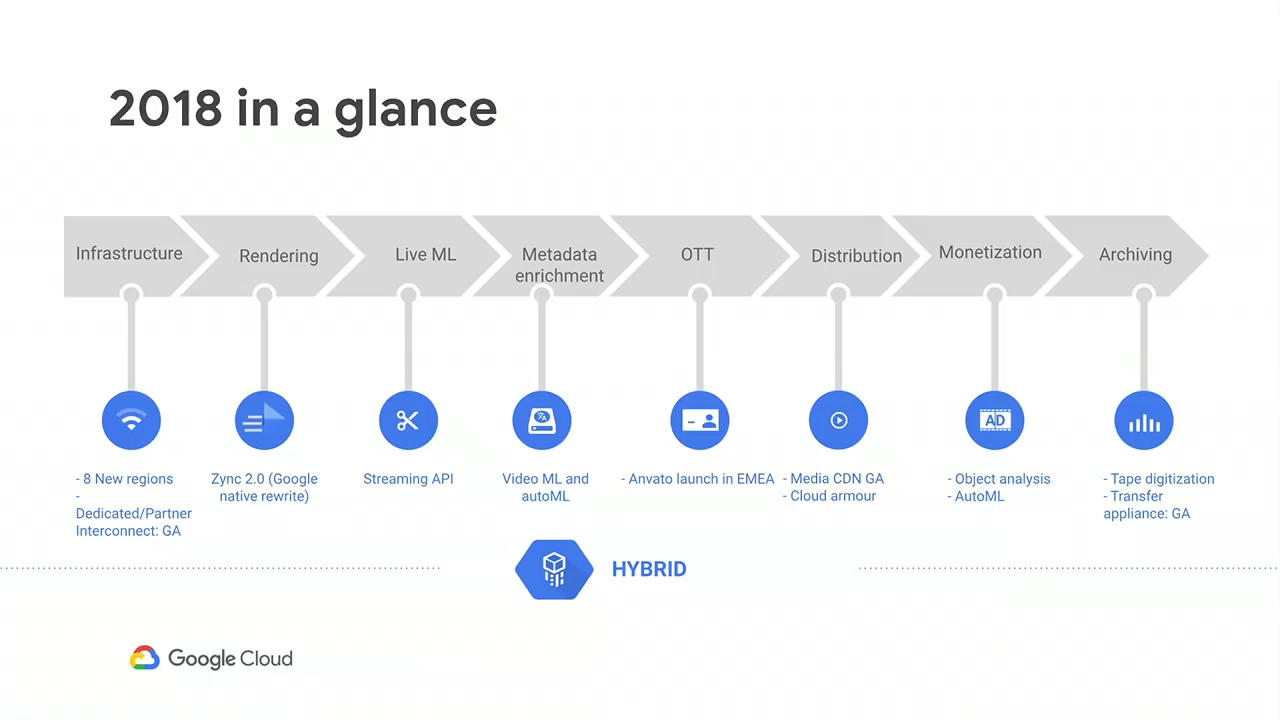 2018 in a glance
Infrastructure
Rendering
Live ML
Metadata
enrichment
OTT
Distribution
Monetization
Archiving
AD
- 8 New regions
-
Dedicated/Partner
Interconnect: GA
Zync 2.0 (Google
native rewrite)
Streaming API
Video ML and
autoML
- Anvato launch in EMEA
- Media CDN GA
- Cloud armour
- Object analysis
- AutoML
- Tape digitization
- Transfer
appliance: GA
HYBRID
Google Cloud